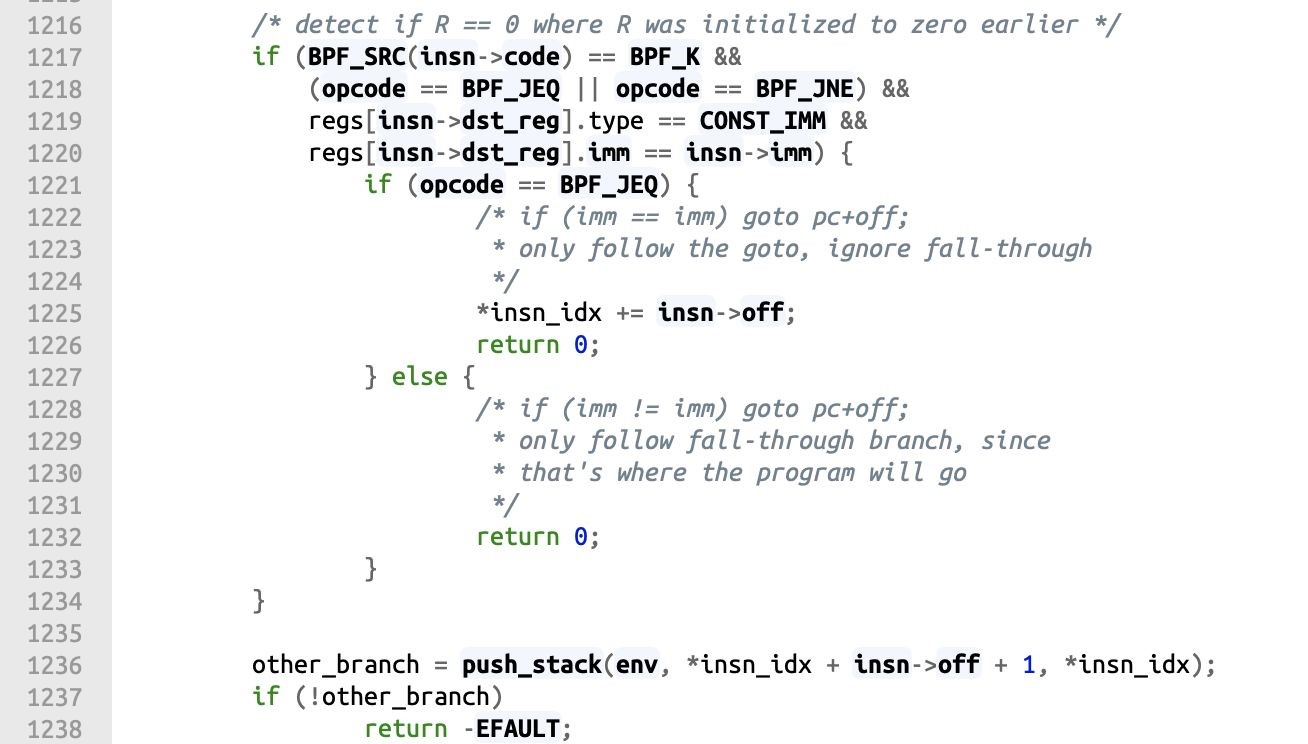 1216 /* detect if R == 0 where R was initialized to zero earlier */
1217 if (BPF_SRC(insn->code) == BPF_K &&
1218 (opcode == BPF_JEQ || opcode == BPF_JNE) &&
1219 regs[insn->dst_reg].type == CONST_IMM &&
1220 regs[insn->dst_reg].imm == insn->imm) {
1221 if (opcode == BPF_JEQ) {
1222 /* if (imm == imm) goto pc+off;
1223 * only follow the goto, ignore fall-through
1224 */
1225 *insn_idx += insn->off;
1226 return 0;
1227 } else {
1228 /* if (imm != imm) goto pc+off;
1229 * only follow fall-through branch, since
1230 * that's where the program will go
1231 */
1232 return 0;
1233 }
1234 }
1235
1236 other_branch = push_stack(env, *insn_idx + insn->off + 1, *insn_idx);
1237 if (!other_branch)
1238 return -EFAULT;